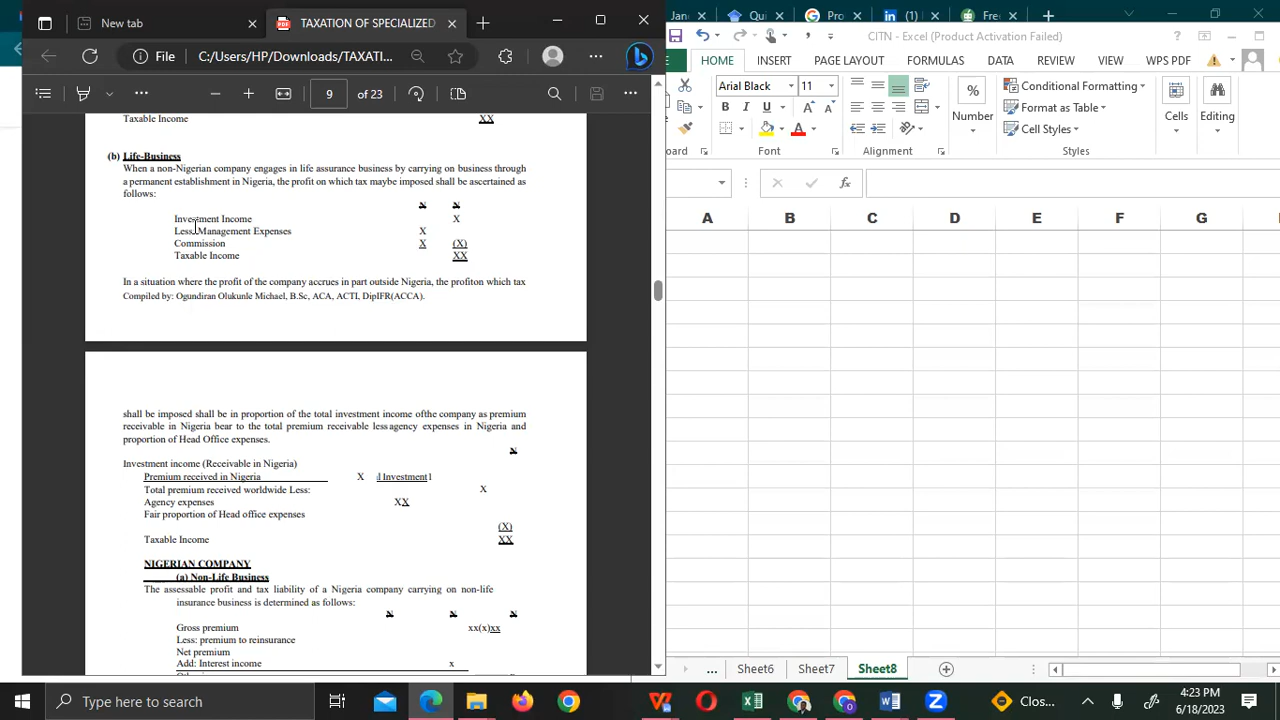 New tab
TAXATION OF SPECIALIZED
File
C:/Users/HP/Downloads/TAXATI...
9 of 23
Taxable Income XX
(b) Life-Business
When a non-Nigerian company engages in life assurance business by carrying on business through
a permanent establishment in Nigeria, the profit on which tax maybe imposed shall be ascertained as
follows:
N N
Investment Income X
Less Management Expenses X
Commission X (X)
Taxable Income XX
In a situation where the profit of the company accrues in part outside Nigeria, the profiton which tax
Compiled by: Ogundiran Olukunle Michael, B.Sc, ACA, ACTI, DipIFR(ACCA).
shall be imposed shall be in proportion of the total investment income ofthe company as premium
receivable in Nigeria bear to the total premium receivable less agency expenses in Nigeria and
proportion of Head Office expenses.
N
Investment income (Receivable in Nigeria)
Premium received in Nigeria X l Investment l
Total premium received worldwide Less: X
Agency expenses XX
Fair proportion of Head office expenses
(X)
Taxable Income XX
NIGERIAN COMPANY
(a) Non-Life Business
The assessable profit and tax liability of a Nigeria company carrying on non-life
insurance business is determined as follows:
N N N
Gross premium xx(x)xx
Less: premium to reinsurance
Net premium
Add: Interest income x
Jan
Qui
(1)
Fre
CITN - Excel (Product Activation Failed)
HOME INSERT PAGE LAYOUT FORMULAS DATA REVIEW VIEW WPS PDF
Arial Black 11
B I U
A A
%
Number
Conditional Formatting
Format as Table
Cell Styles
Cells
Editing
oard Font Alignment Styles
fx
A B C D E F G
... Sheet6 Sheet7 Sheet8
Type here to search
Clos...
4:23 PM
6/18/2023